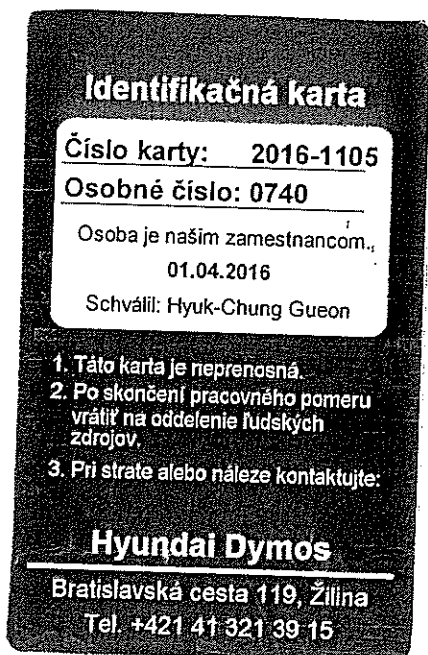 Identifikačná karta
Číslo karty: 2016-1105
Osobné číslo: 0740
Osoba je našim zamestnancom.
01.04.2016
Schválil: Hyuk-Chung Gueon
1. Táto karta je neprenosná.
2. Po skončení pracovného pomeru
vrátiť na oddelenie ľudských
zdrojov.
3. Pri strate alebo náleze kontaktujte:
Hyundai Dymos
Bratislavská cesta 119, Žilina
Tel. +421 41 321 39 15